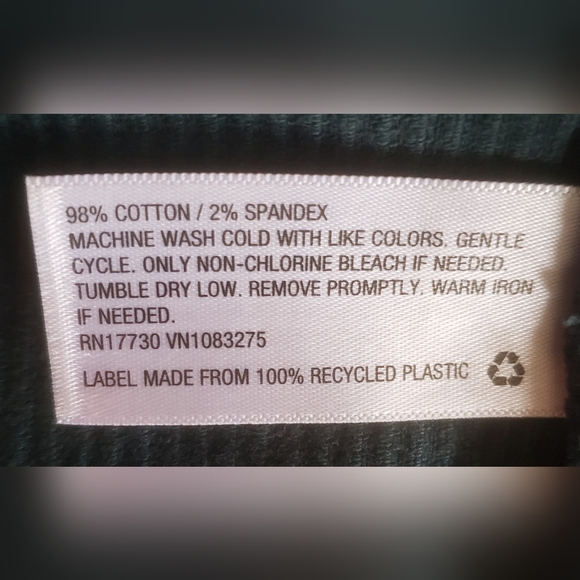 98% COTTON / 2% SPANDEX
MACHINE WASH COLD WITH LIKE COLORS. GENTLE
CYCLE. ONLY NON-CHLORINE BLEACH IF NEEDED.
TUMBLE DRY LOW. REMOVE PROMPTLY. WARM IRON
IF NEEDED.
RN17730 VN1083275
LABEL MADE FROM 100% RECYCLED PLASTIC